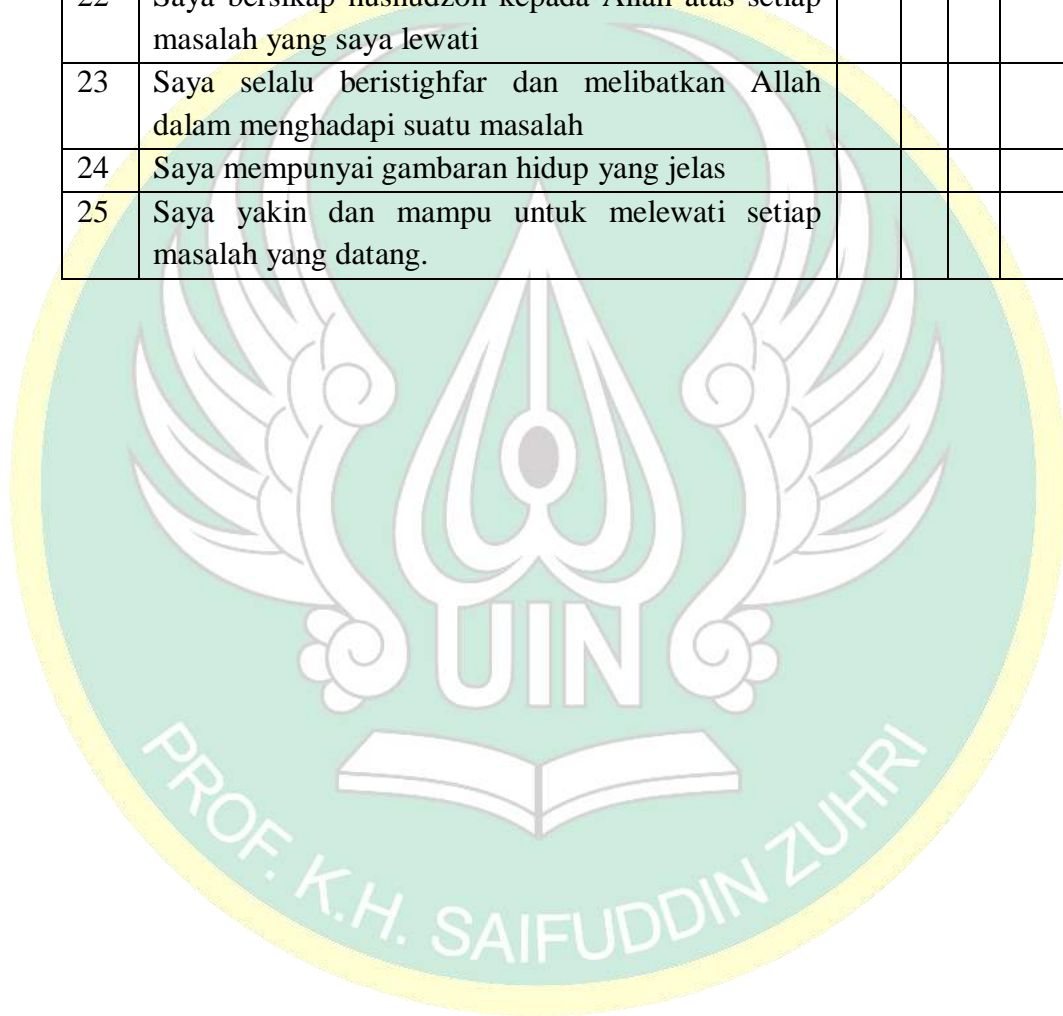 22 Saya bersikap husnudzon kepada Allah atas setiap
masalah yang saya lewati
23 Saya selalu beristighfar dan melibatkan Allah
dalam menghadapi suatu masalah
24 Saya mempunyai gambaran hidup yang jelas
25 Saya yakin dan mampu untuk melewati setiap
masalah yang datang.
UIN
PROF. K.H. SAIFUDDIN ZUHRI